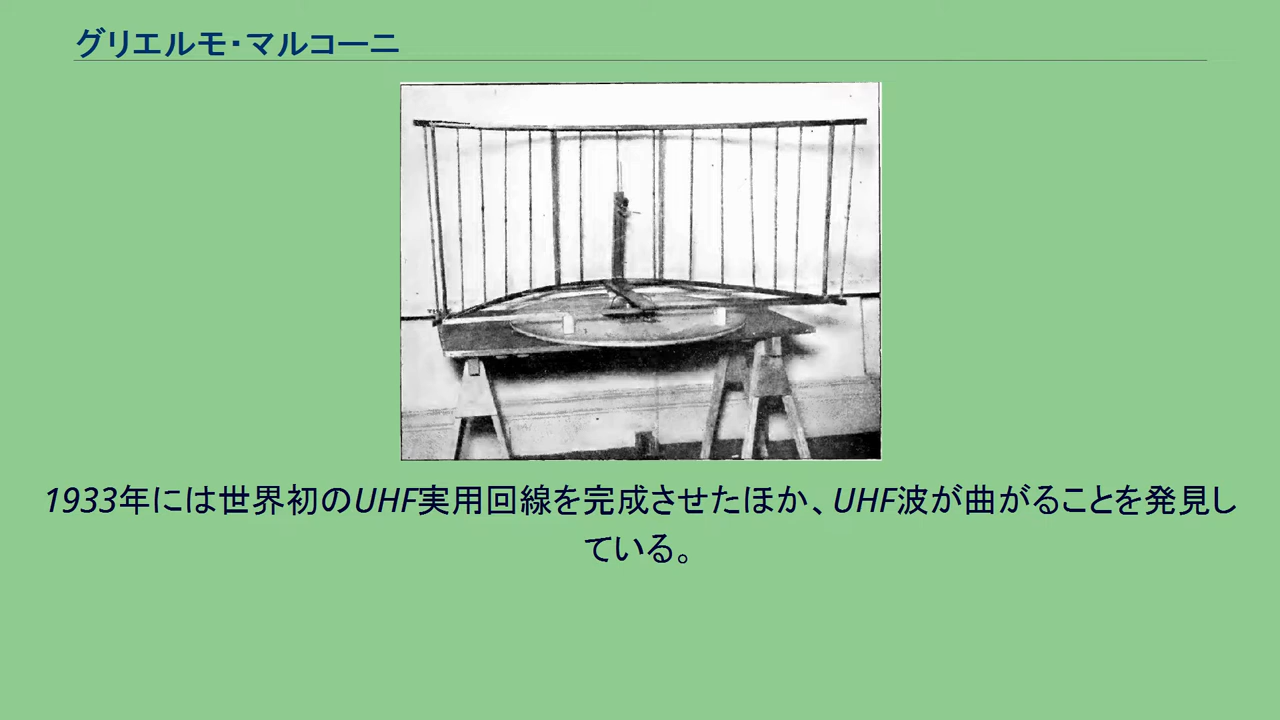 グリエルモ・マルコーニ
1933年には世界初のUHF実用回線を完成させたほか、UHF波が曲がることを発見し
ている。